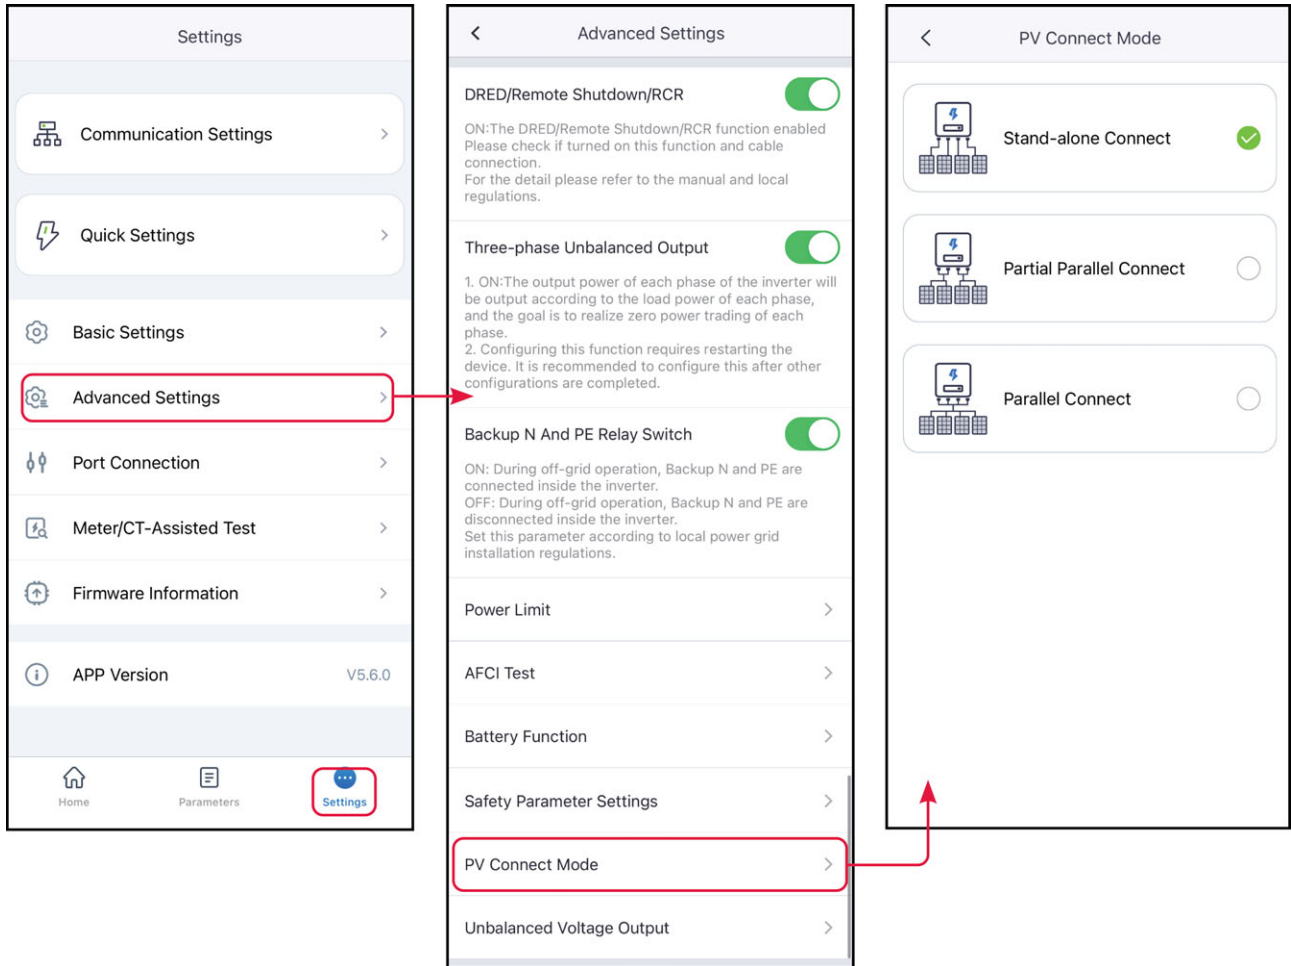 Settings
Communication Settings
Quick Settings
Basic Settings
Advanced Settings
Port Connection
Meter/CT-Assisted Test
Firmware Information
APP Version V5.6.0
Home Parameters Settings
Advanced Settings
DRED/Remote Shutdown/RCR
ON:The DRED/Remote Shutdown/RCR function enabled
Please check if turned on this function and cable
connection.
For the detail please refer to the manual and local
regulations.
Three-phase Unbalanced Output
1. ON:The output power of each phase of the inverter will
be output according to the load power of each phase,
and the goal is to realize zero power trading of each
phase.
2. Configuring this function requires restarting the
device. It is recommended to configure this after other
configurations are completed.
Backup N And PE Relay Switch
ON: During off-grid operation, Backup N and PE are
connected inside the inverter.
OFF: During off-grid operation, Backup N and PE are
disconnected inside the inverter.
Set this parameter according to local power grid
installation regulations.
Power Limit
AFCI Test
Battery Function
Safety Parameter Settings
PV Connect Mode
Unbalanced Voltage Output
PV Connect Mode
Stand-alone Connect
Partial Parallel Connect
Parallel Connect